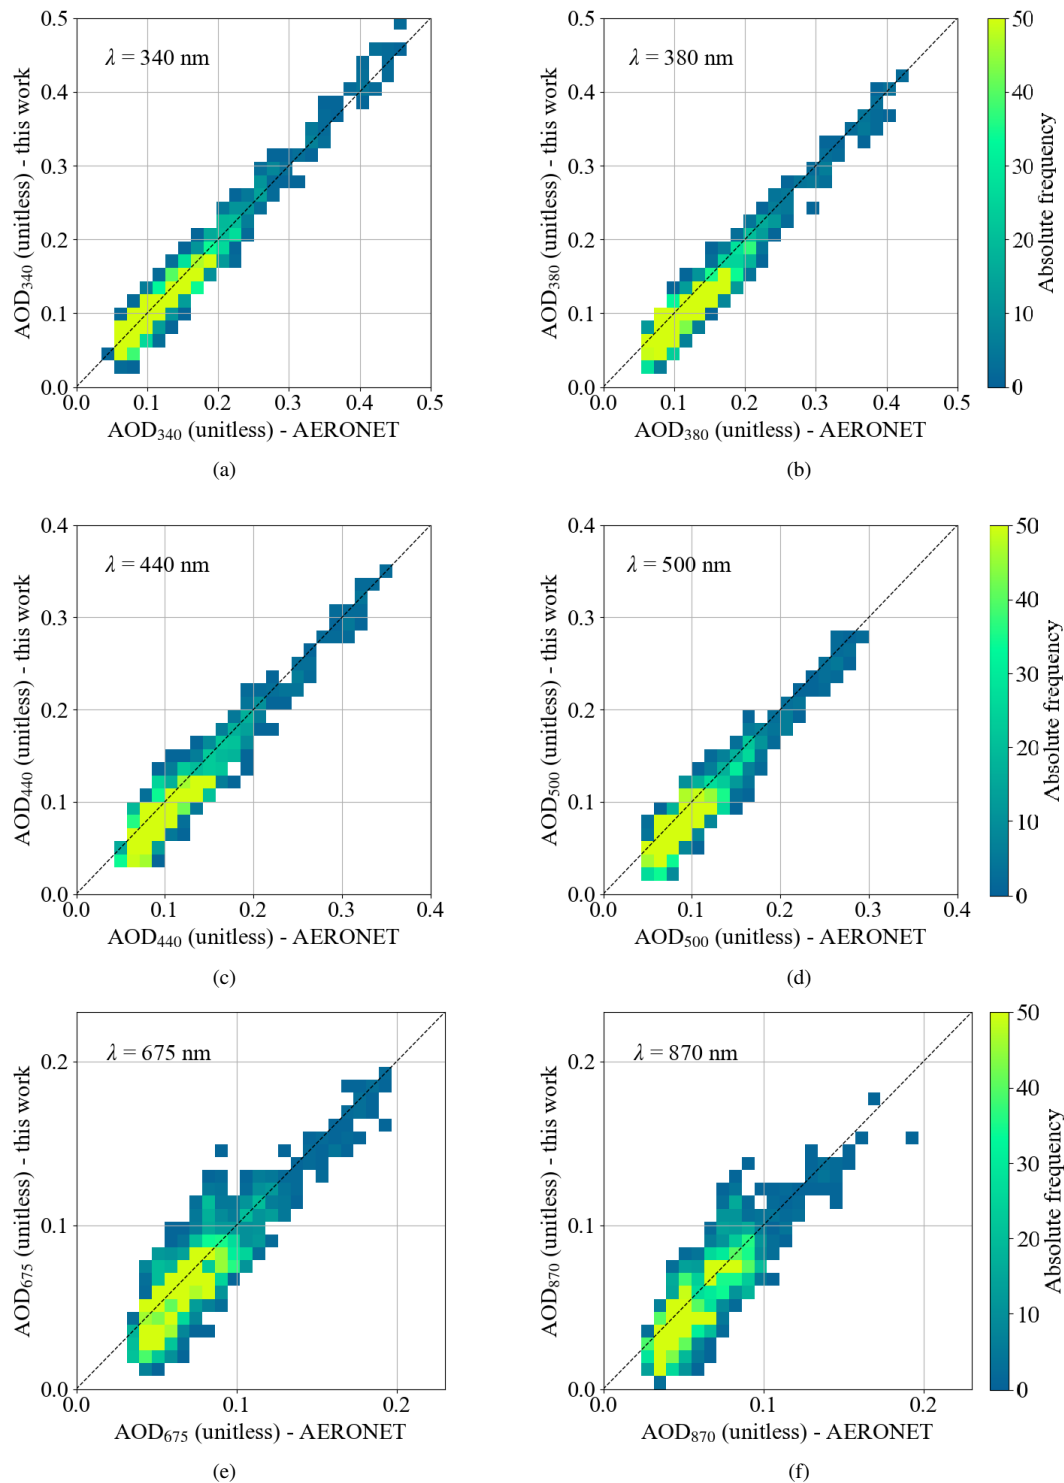 0.5
0.4
0.3
0.2
0.1
0.0
AOD340 (unitless) - this work
λ = 340 nm
0.0 0.1 0.2 0.3 0.4 0.5
AOD340 (unitless) - AERONET
(a)
0.5
0.4
0.3
0.2
0.1
0.0
AOD380 (unitless) - this work
λ = 380 nm
0.0 0.1 0.2 0.3 0.4 0.5
AOD380 (unitless) - AERONET
(b)
50
40
30
20
10
0
Absolute frequency
0.4
0.3
0.2
0.1
0.0
AOD440 (unitless) - this work
λ = 440 nm
0.0 0.1 0.2 0.3 0.4
AOD440 (unitless) - AERONET
(c)
0.4
0.3
0.2
0.1
0.0
AOD500 (unitless) - this work
λ = 500 nm
0.0 0.1 0.2 0.3 0.4
AOD500 (unitless) - AERONET
(d)
50
40
30
20
10
0
Absolute frequency
0.2
0.1
0.0
AOD675 (unitless) - this work
λ = 675 nm
0.0 0.1 0.2
AOD675 (unitless) - AERONET
(e)
0.2
0.1
0.0
AOD870 (unitless) - this work
λ = 870 nm
0.0 0.1 0.2
AOD870 (unitless) - AERONET
(f)
50
40
30
20
10
0
Absolute frequency